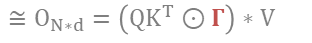 ≅ O_{N*d} = (QK^T ⊙ Γ) * V